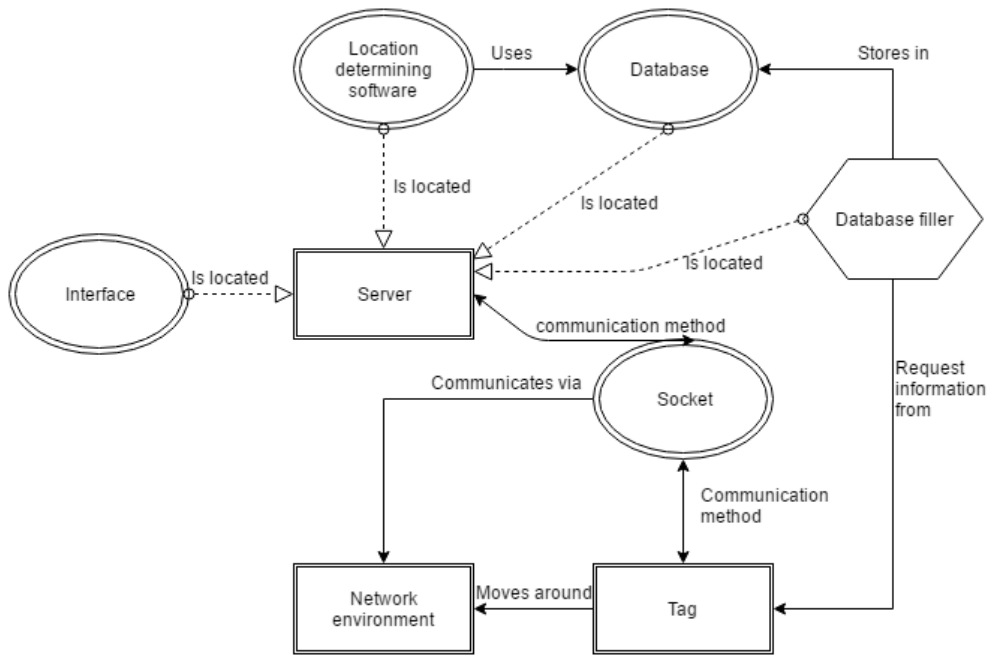 Location
determining
software
Uses
Database
Stores in
Is located
Is located
Database filler
Is located
Interface
Is located
Server
communication method
Communicates via
Socket
Request
information
from
Communication
method
Network
environment
Moves around
Tag